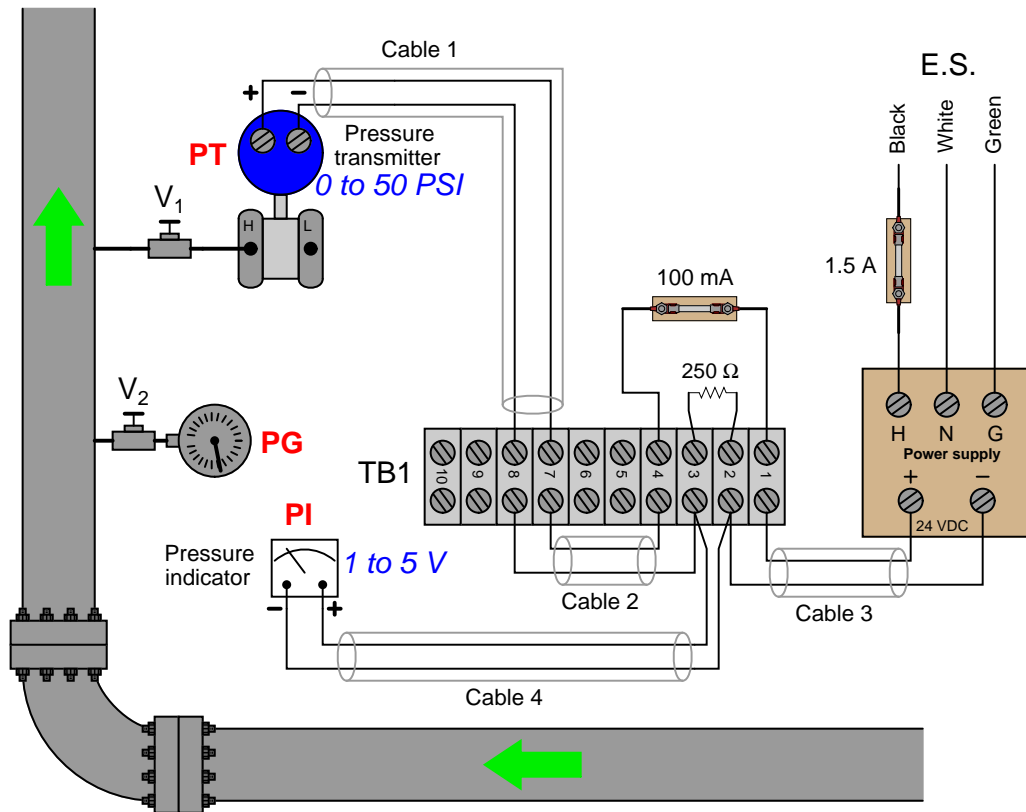 Cable 1
E.S.
Black
White
Green
+
−
PT
Pressure
transmitter
0 to 50 PSI
V1
H
L
1.5 A
100 mA
250 Ω
V2
PG
H
N
G
Power supply
+
−
24 VDC
TB1
10
9
8
7
6
5
4
3
2
1
PI
Pressure
indicator
1 to 5 V
−
+
Cable 2
Cable 3
Cable 4